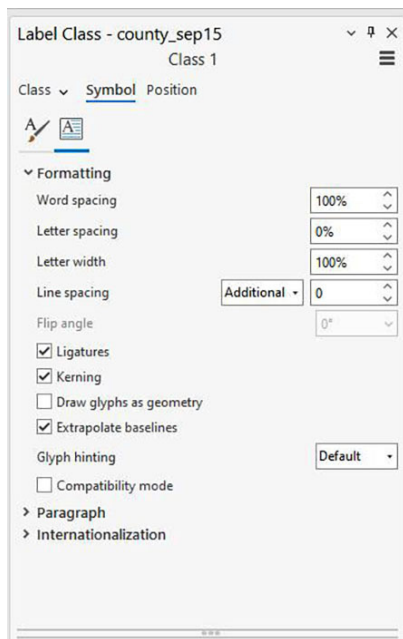 Label Class - county_sep15
Class 1
Class Symbol Position
Formatting
Word spacing 100%
Letter spacing 0%
Letter width 100%
Line spacing Additional 0
Flip angle 0°
Ligatures
Kerning
Draw glyphs as geometry
Extrapolate baselines
Glyph hinting Default
Compatibility mode
Paragraph
Internationalization